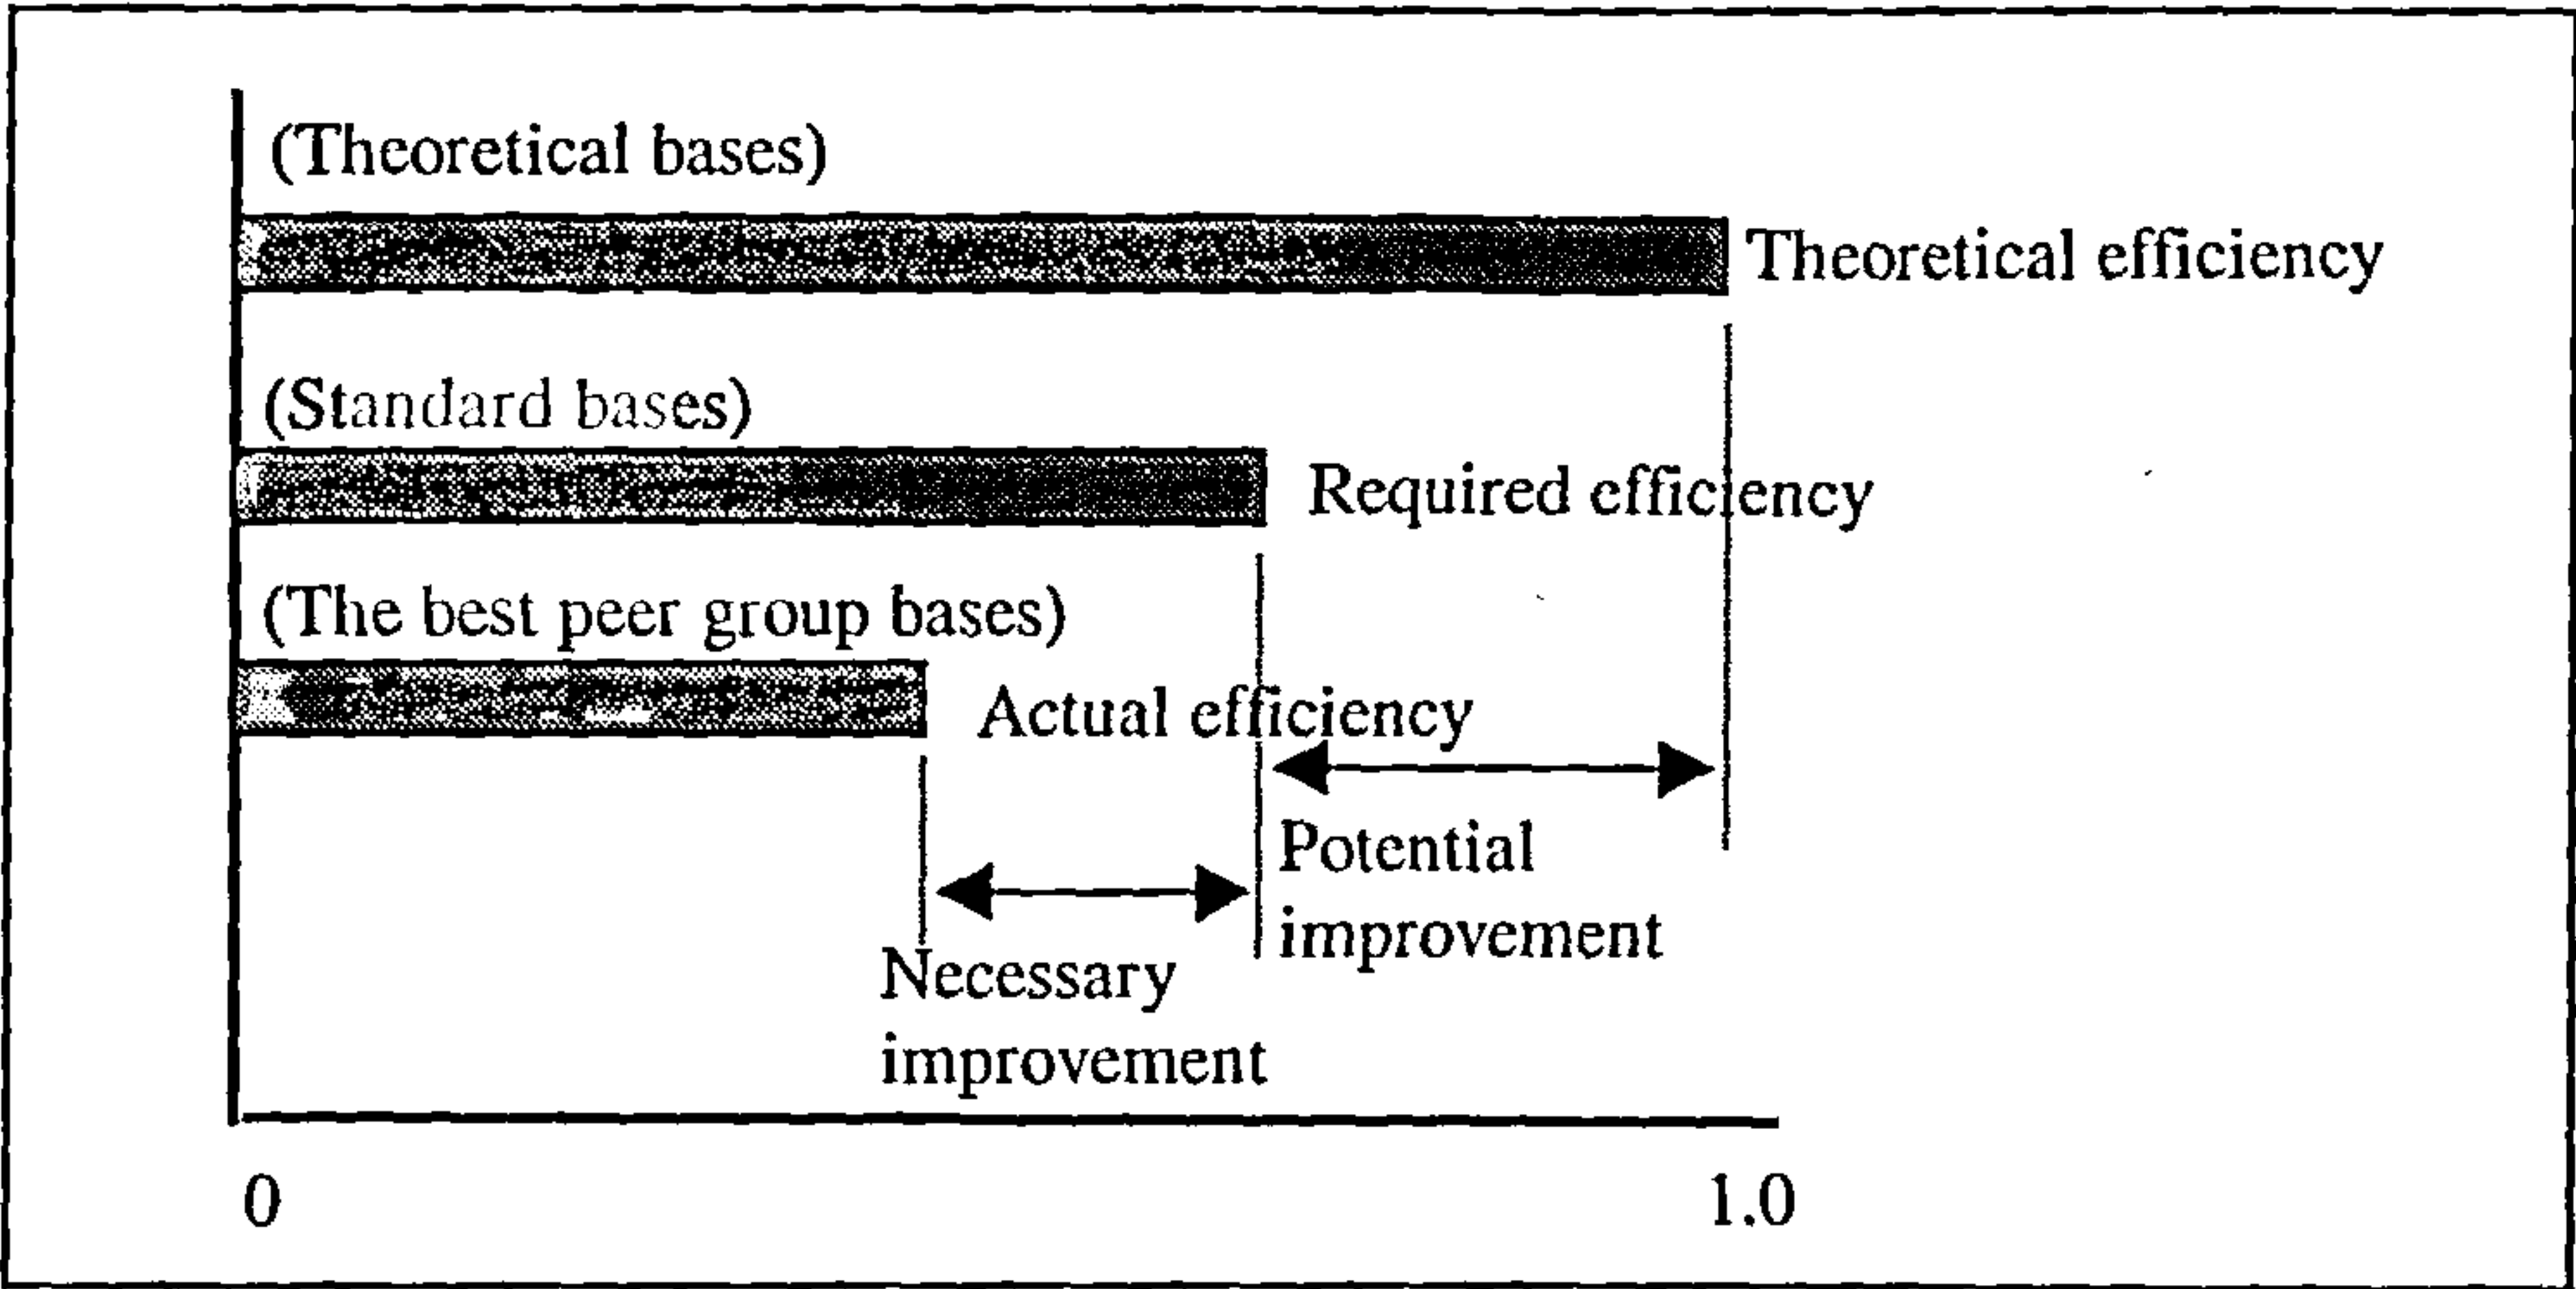 (Theoretical bases)
Theoretical efficiency
(Standard bases)
Required efficiency
(The best peer group bases)
Actual efficiency
Potential
improvement
Necessary
improvement
0
1.0